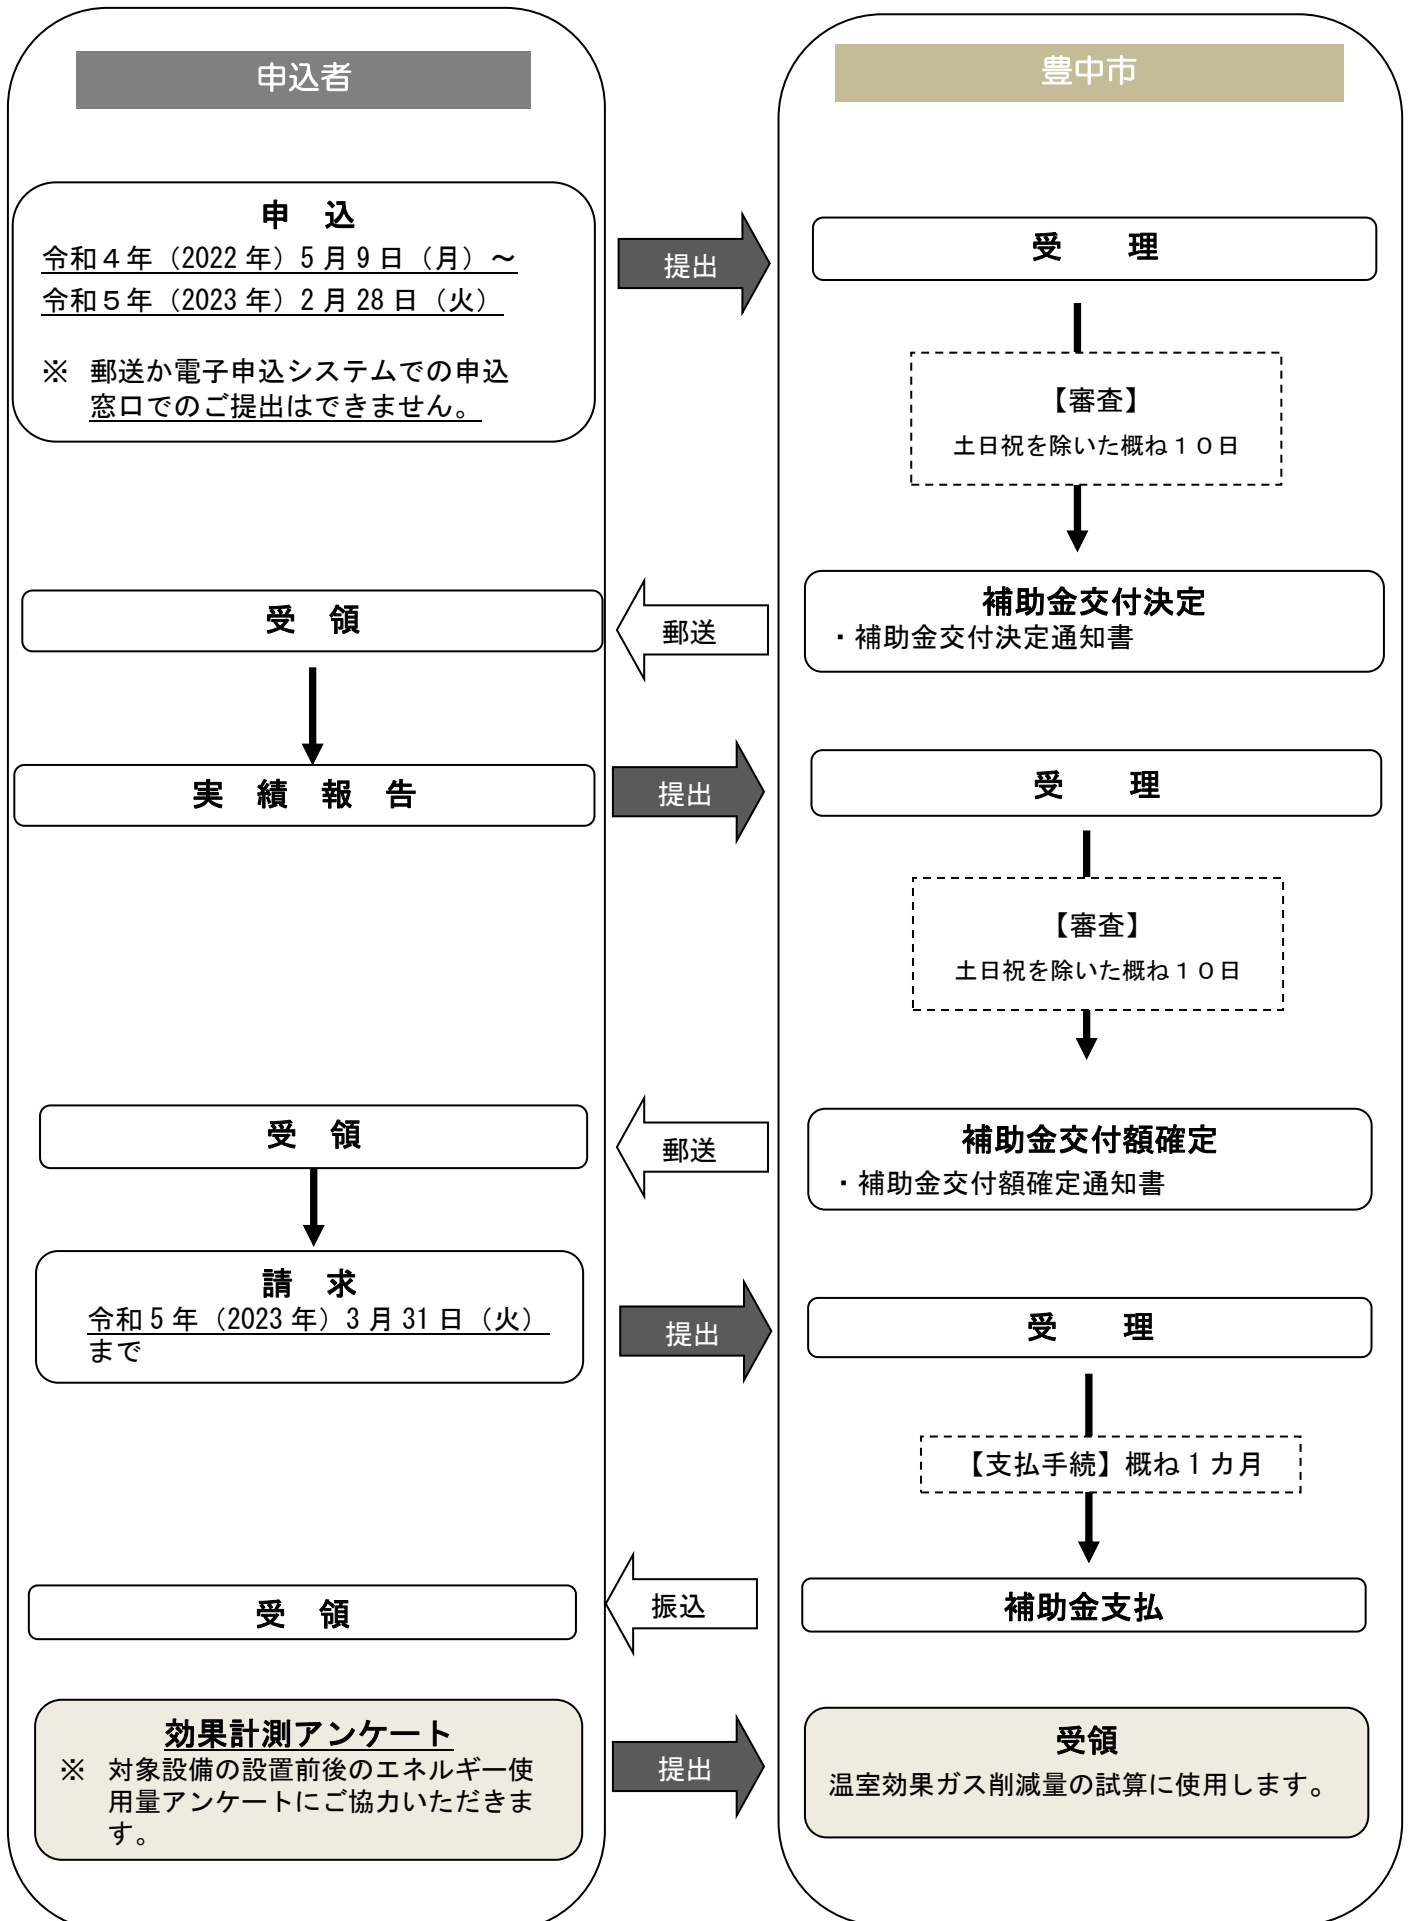 申込者
豊中市
申　込
令和４年（2022 年）5 月 9 日（月）～
令和５年（2023 年）2 月 28 日（火）
※　郵送か電子申込システムでの申込
窓口でのご提出はできません。
提出
受　　理
【審査】
土日祝を除いた概ね１０日
補助金交付決定
・補助金交付決定通知書
郵送
受　領
実　績　報　告
提出
受　　理
【審査】
土日祝を除いた概ね１０日
補助金交付額確定
・補助金交付額確定通知書
郵送
受　領
請　求
令和 5 年（2023 年）3 月 31 日（火）
まで
提出
受　　理
【支払手続】概ね 1 カ月
補助金支払
振込
受　領
効果計測アンケート
※　対象設備の設置前後のエネルギー使
用量アンケートにご協力いただきま
す。
提出
受領
温室効果ガス削減量の試算に使用します。